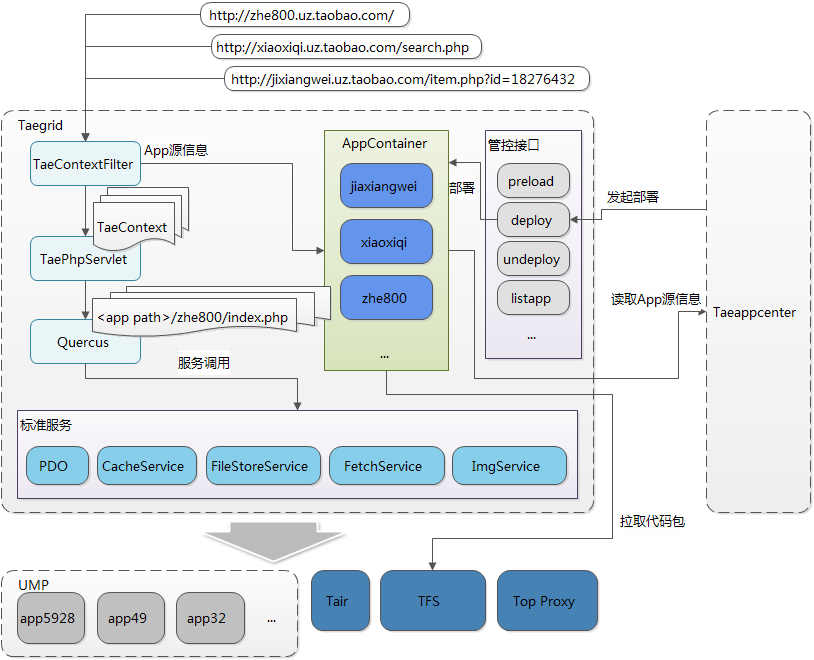 http://zhe800.uz.taobao.com/
http://xiaoxiqi.uz.taobao.com/search.php
http://jixiangwei.uz.taobao.com/item.php?id=18276432
Taegrid
TaeContextFilter
App源信息
TaeContext
TaePhpServlet
<app path>/zhe800/index.php
Quercus
服务调用
AppContainer
jiaxiangwei
xiaoxiqi
zhe800
...
部署
管控接口
preload
deploy
undeploy
listapp
...
发起部署
读取App源信息
Taeappcenter
标准服务
PDO
CacheService
FileStoreService
FetchService
ImgService
拉取代码包
UMP
app5928
app49
app32
...
Tair
TFS
Top Proxy